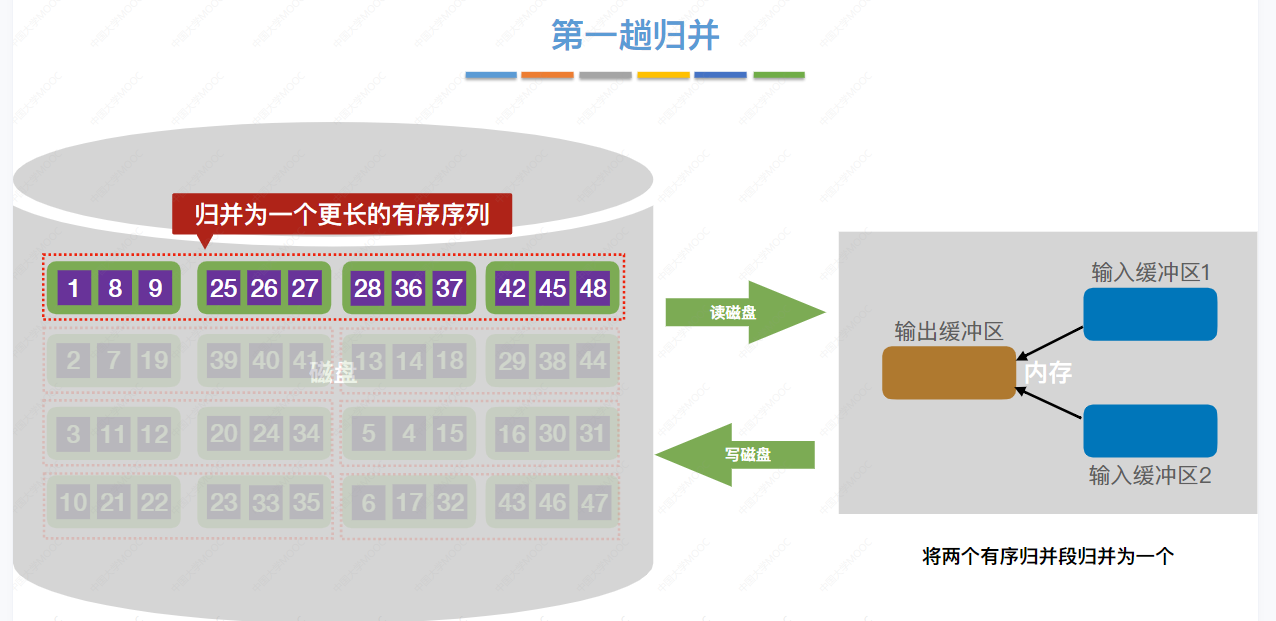 第一趟归并
归并为一个更长的有序序列
1 8 9 25 26 27 28 36 37 42 45 48
2 7 19 39 40 41 13 14 18 29 38 44
磁盘
3 11 12 20 24 34 5 4 15 16 30 31
10 21 22 23 33 35 6 17 32 43 46 47
读磁盘
写磁盘
输入缓冲区1
输出缓冲区
内存
输入缓冲区2
将两个有序归并段归并为一个